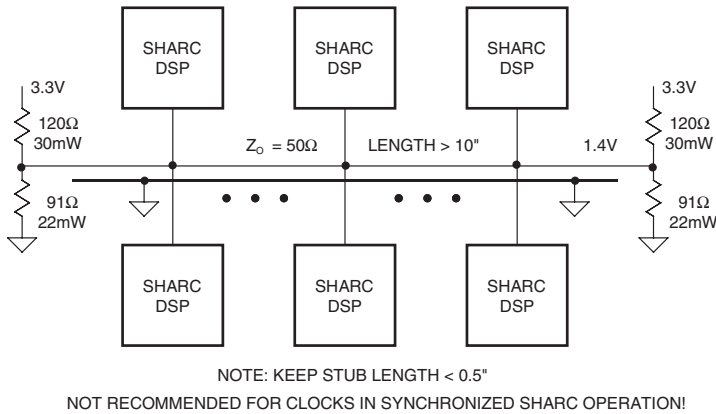 SHARC
DSP
SHARC
DSP
SHARC
DSP
3.3V
120Ω
30mW
Z₀ = 50Ω
LENGTH > 10"
1.4V
3.3V
120Ω
30mW
91Ω
22mW
91Ω
22mW
SHARC
DSP
SHARC
DSP
SHARC
DSP
NOTE: KEEP STUB LENGTH < 0.5"
NOT RECOMMENDED FOR CLOCKS IN SYNCHRONIZED SHARC OPERATION!